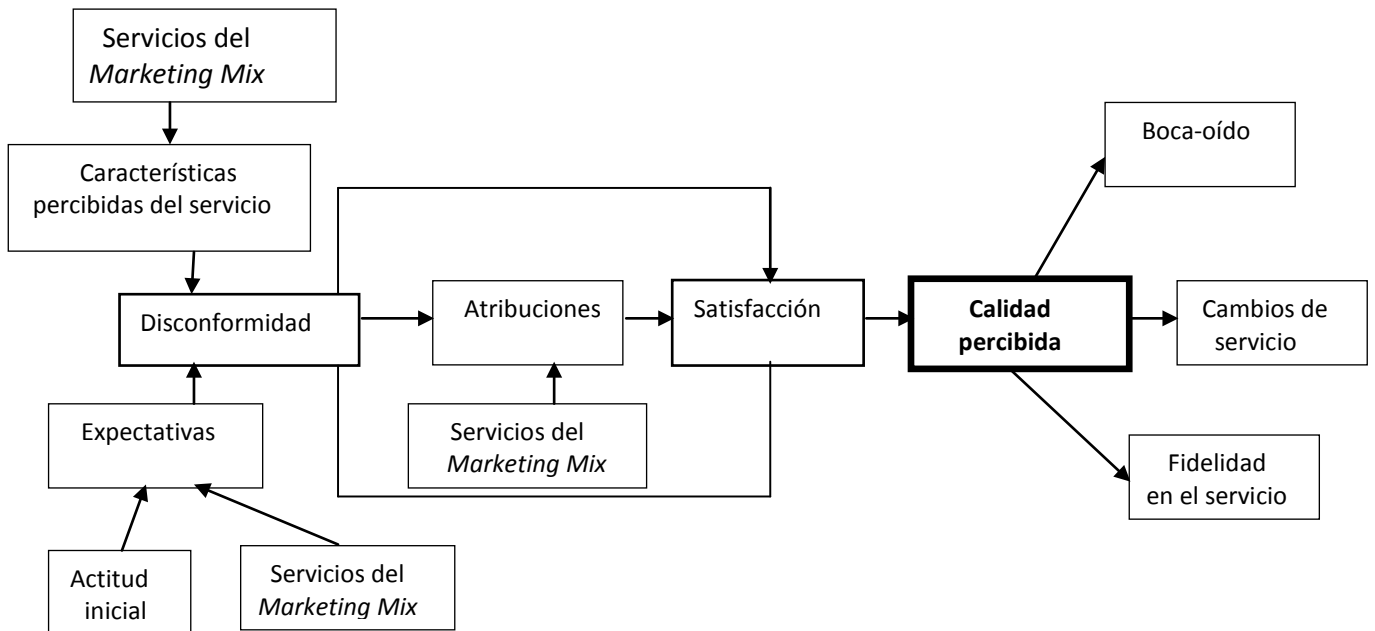 Servicios del
Marketing Mix
Características
percibidas del servicio
Boca-oído
Disconformidad
Atribuciones
Satisfacción
Calidad
percibida
Cambios de
servicio
Expectativas
Servicios del
Marketing Mix
Fidelidad
en el servicio
Actitud
inicial
Servicios del
Marketing Mix